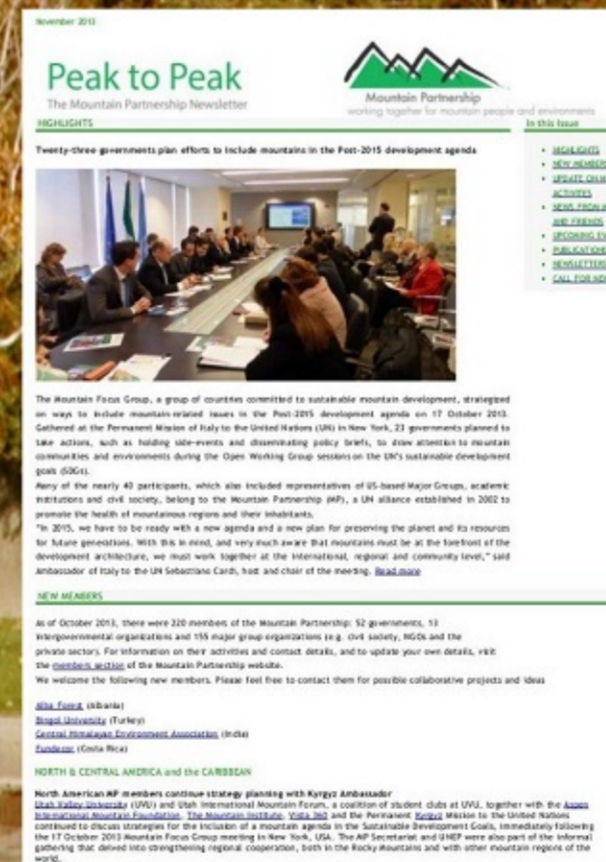 November 2013
Peak to Peak
The Mountain Partnership Newsletter
Mountain Partnership
working together for mountain people and environments
HIGHLIGHTS
Twenty-three governments plan efforts to include mountains in the Post-2015 development agenda
The Mountain Focus Group, a group of countries committed to sustainable mountain development, strategized
on ways to include mountain-related issues in the Post-2015 development agenda on 17 October 2013.
Gathered at the Permanent Mission of Italy to the United Nations (UN) in New York, 23 governments planned to
take actions, such as holding side-events and disseminating policy briefs, to draw attention to mountain
communities and environments during the Open Working Group sessions on the UN's sustainable development
goals (SDGs).
Many of the nearly 40 participants, which also included representatives of US-based Major Groups, academic
institutions and civil society, belong to the Mountain Partnership (MP), a UN alliance established in 2002 to
promote the health of mountainous regions and their inhabitants.
"In 2015, we have to be ready with a new agenda and a new plan for preserving the planet and its resources
for future generations. With this in mind, and very much aware that mountains must be at the forefront of the
development architecture, we must work together at the international, regional and community level," said
Ambassador of Italy to the UN Sebastiano Cardi, host and chair of the meeting. Read more
NEW MEMBERS
As of October 2013, there were 220 members of the Mountain Partnership: 52 governments, 13
intergovernmental organizations and 155 major group organizations (e.g. civil society, NGOs and the
private sector). For information on their activities and contact details, and to update your own details, visit
the members section of the Mountain Partnership website.
We welcome the following new members. Please feel free to contact them for possible collaborative projects and ideas
Alba Forest (Albania)
Bingol University (Turkey)
Central Himalayan Environment Association (India)
Fundecor (Costa Rica)
NORTH & CENTRAL AMERICA and the CARIBBEAN
North American MP members continue strategy planning with Kyrgyz Ambassador
Utah Valley University (UVU) and Utah International Mountain Forum, a coalition of student clubs at UVU, together with the Aspen
International Mountain Foundation, The Mountain Institute, Vista 360 and the Permanent Kyrgyz Mission to the United Nations
continued to discuss strategies for the inclusion of a mountain agenda in the Sustainable Development Goals, immediately following
the 17 October 2013 Mountain Focus Group meeting in New York, USA. The MP Secretariat and UNEP were also part of the informal
gathering that delved into strengthening regional cooperation, both in the Rocky Mountains and with other mountain regions of the
world.
In this issue
HIGHLIGHTS
NEW MEMBERS
UPDATE ON
ACTIVITIES
NEWS FROM
AND FRIENDS
UPCOMING
PUBLICATIONS
NEWSLETTERS
CALL FOR